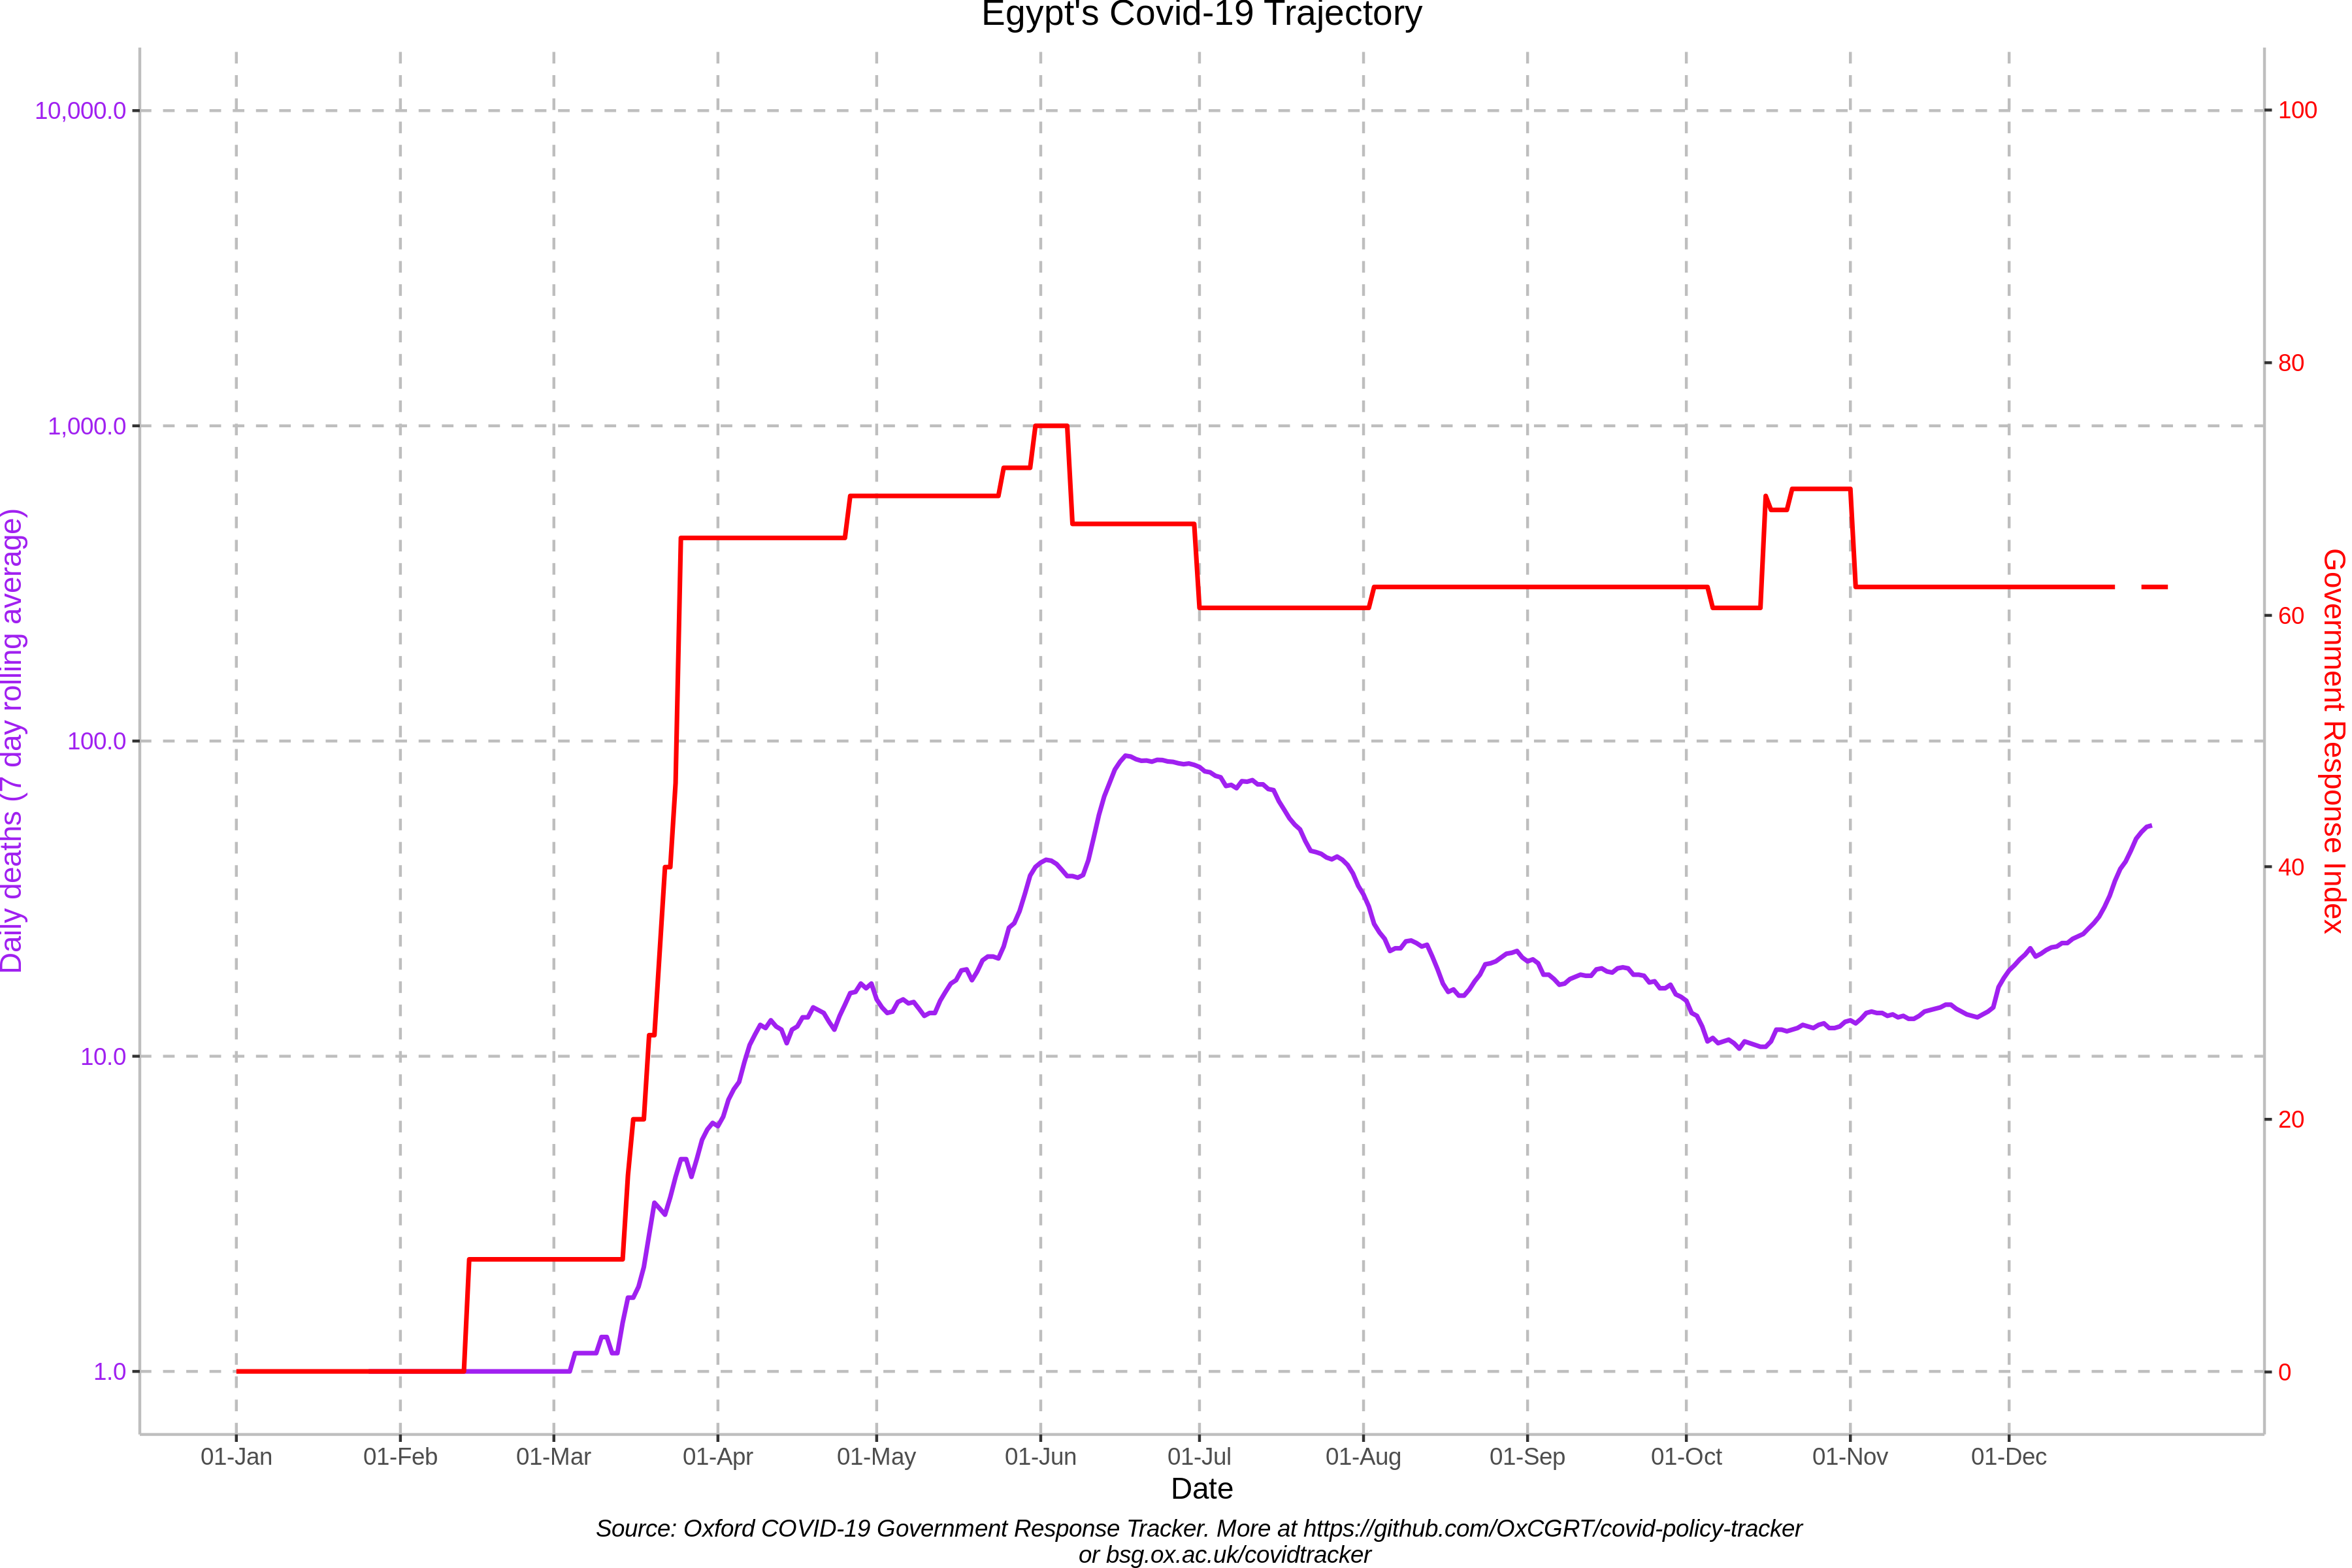 Egypt's Covid-19 Trajectory
10,000.0
1,000.0
100.0
10.0
1.0
Daily deaths (7 day rolling average)
100
80
60
40
20
0
Government Response Index
01-Jan 01-Feb 01-Mar 01-Apr 01-May 01-Jun 01-Jul 01-Aug 01-Sep 01-Oct 01-Nov 01-Dec
Date
Source: Oxford COVID-19 Government Response Tracker. More at https://github.com/OxCGRT/covid-policy-tracker
or bsg.ox.ac.uk/covidtracker